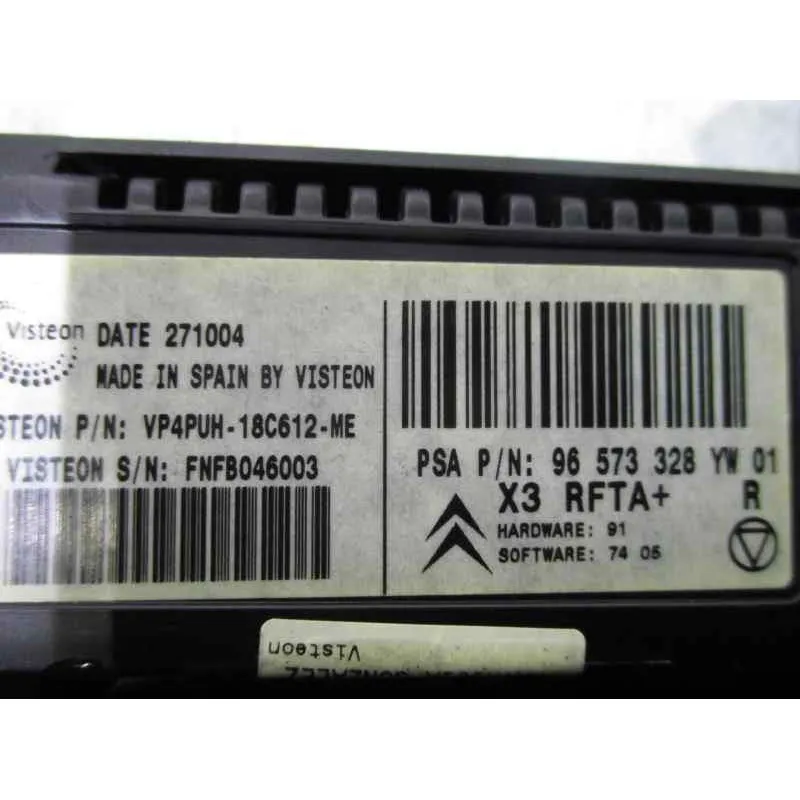 Visteon
DATE 271004
MADE IN SPAIN BY VISTEON
STEON P/N: VP4PUH-18C612-ME
VISTEON S/N: FNFB046003
PSA P/N: 96 573 328 YW 01
X3 RFTA+ R
HARDWARE: 91
SOFTWARE: 74 05
Visteon